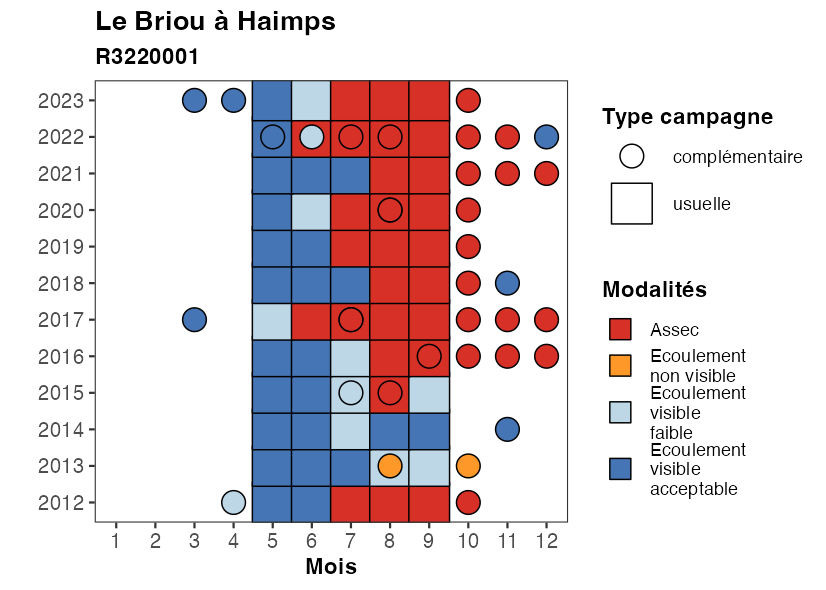 Le Briou à Haimps
R3220001
2023
2022
2021
2020
2019
2018
2017
2016
2015
2014
2013
2012
1 2 3 4 5 6 7 8 9 10 11 12
Mois
Type campagne
complémentaire
usuelle
Modalités
Assec
Ecoulement
non visible
Ecoulement
visible
faible
Ecoulement
visible
acceptable